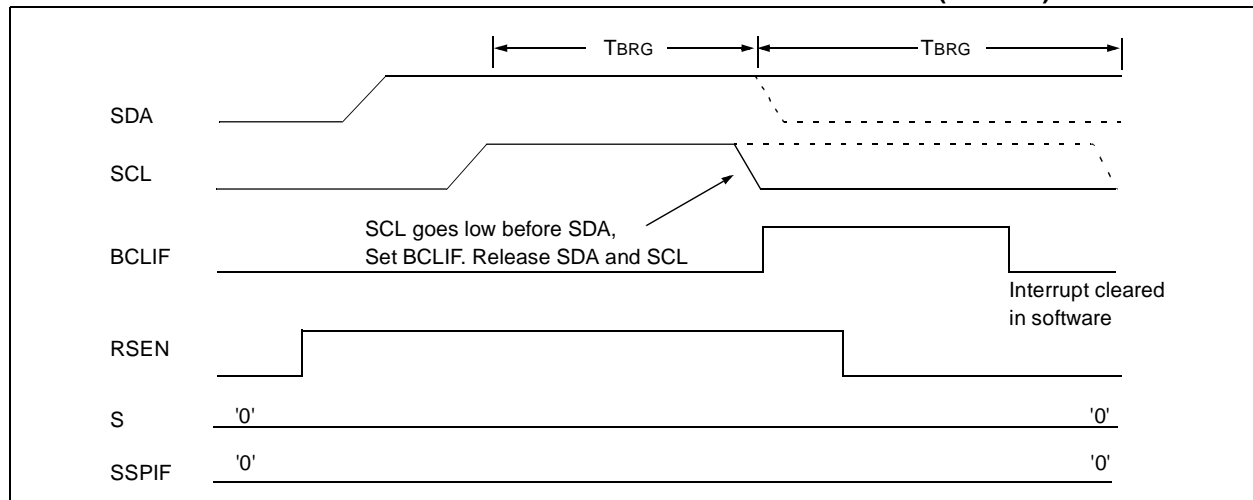 TBRG TBRG
SDA
SCL
SCL goes low before SDA,
Set BCLIF. Release SDA and SCL
BCLIF
Interrupt cleared
in software
RSEN
S '0' '0'
SSPIF '0' '0'